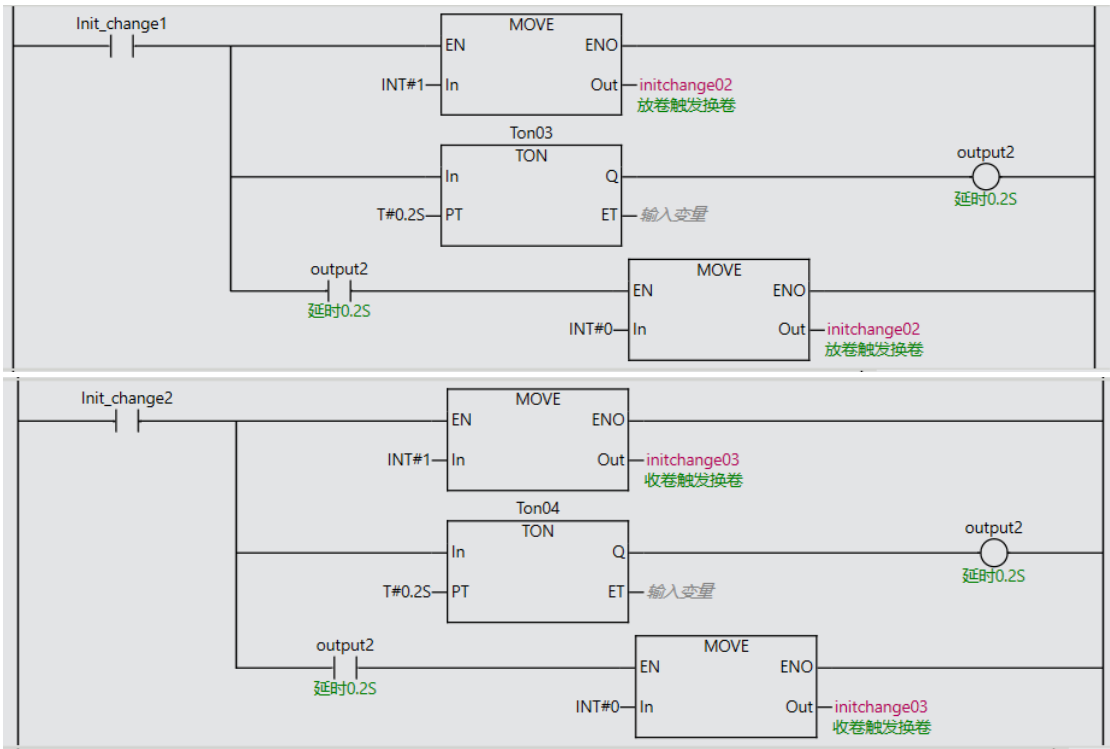 Init_change1
MOVE
EN ENO
INT#1 In Out initchange02
放卷触发换卷
Ton03
TON
In Q output2
延时0.2S
T#0.2S PT ET 输入变量
output2
延时0.2S
MOVE
EN ENO
INT#0 In Out initchange02
放卷触发换卷
Init_change2
MOVE
EN ENO
INT#1 In Out initchange03
收卷触发换卷
Ton04
TON
In Q output2
延时0.2S
T#0.2S PT ET 输入变量
output2
延时0.2S
MOVE
EN ENO
INT#0 In Out initchange03
收卷触发换卷